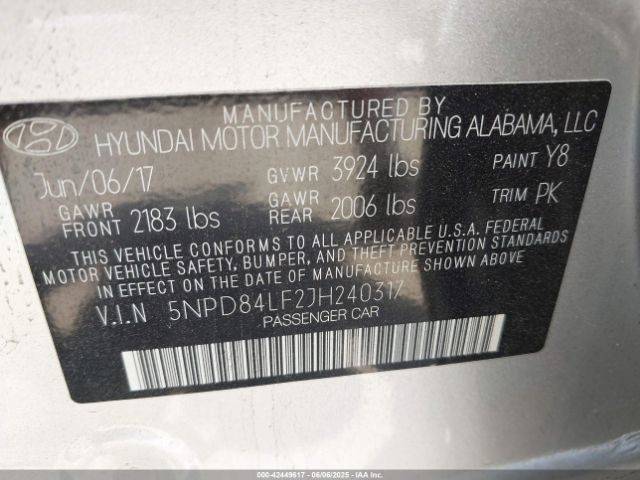 MANUFACTURED BY
HYUNDAI MOTOR MANUFACTURING ALABAMA, LLC
Jun/06/17 GVWR 3924 lbs PAINT Y8
GAWR FRONT 2183 lbs GAWR REAR 2006 lbs TRIM PK
THIS VEHICLE CONFORMS TO ALL APPLICABLE U.S.A. FEDERAL
MOTOR VEHICLE SAFETY, BUMPER, AND THEFT PREVENTION STANDARDS
IN EFFECT ON THE DATE OF MANUFACTURE SHOWN ABOVE.
V.I.N 5NPD84LF2JH240317
PASSENGER CAR
000-42449617 - 06/06/2025 - IAA Inc.